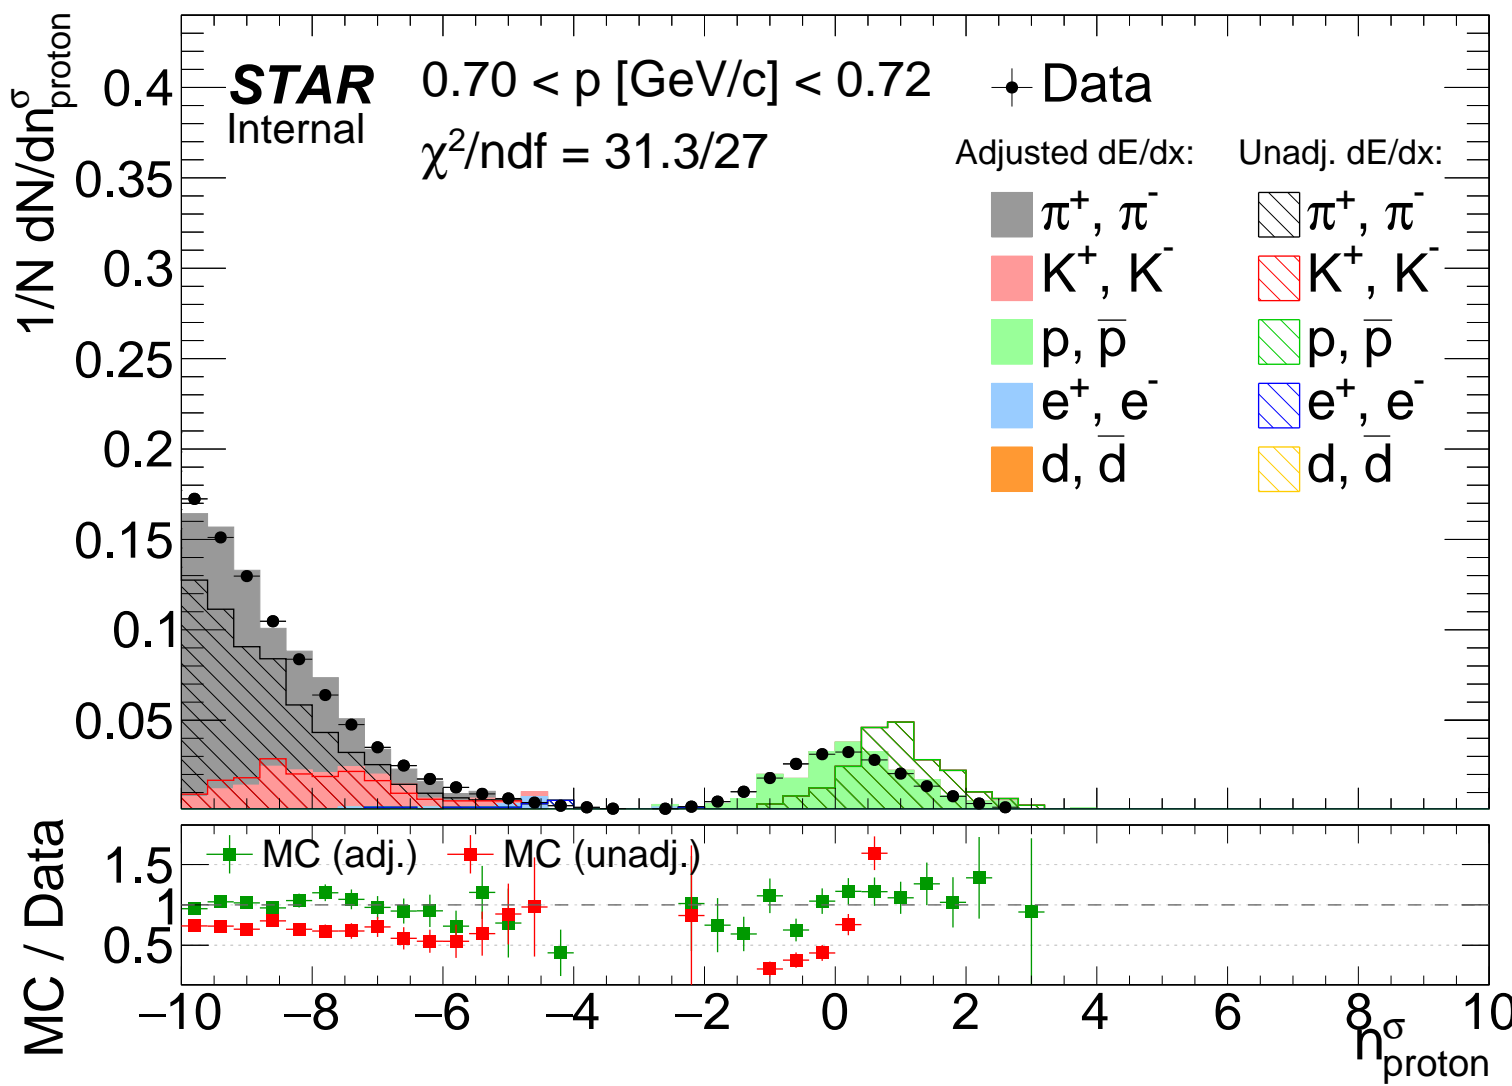 1/N dN/dnσproton
STAR
Internal
0.70 < p [GeV/c] < 0.72
χ²/ndf = 31.3/27
Data
Adjusted dE/dx: Unadj. dE/dx:
π⁺, π⁻ π⁺, π⁻
K⁺, K⁻ K⁺, K⁻
p, p̅ p, p̅
e⁺, e⁻ e⁺, e⁻
d, d̅ d, d̅
0.4
0.35
0.3
0.25
0.2
0.15
0.1
0.05
MC / Data
MC (adj.) MC (unadj.)
1.5
1
0.5
−10 −8 −6 −4 −2 0 2 4 6 8 10
nσproton